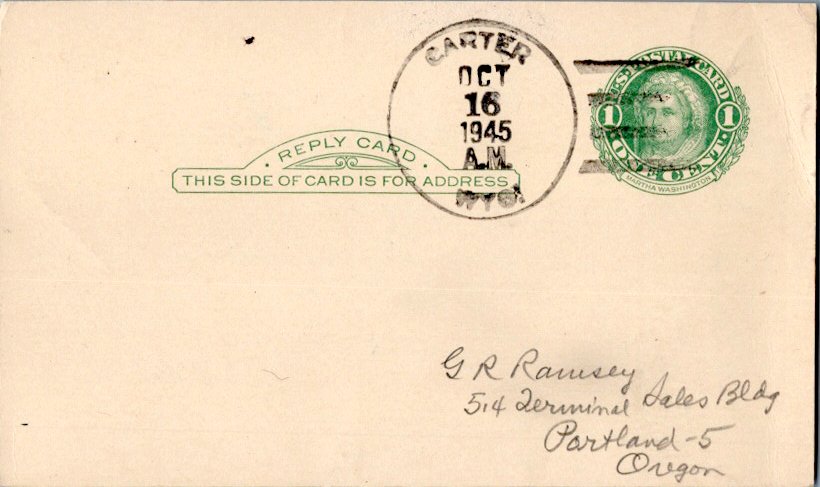 CARTER
OCT
16
1945
A.M.
WYO.
U.S. POSTAL CARD
1 1
ONE CENT
MARTHA WASHINGTON
REPLY CARD
THIS SIDE OF CARD IS FOR ADDRESS
G R Ramsey
514 Terminal Sales Bldg
Portland-5
Oregon